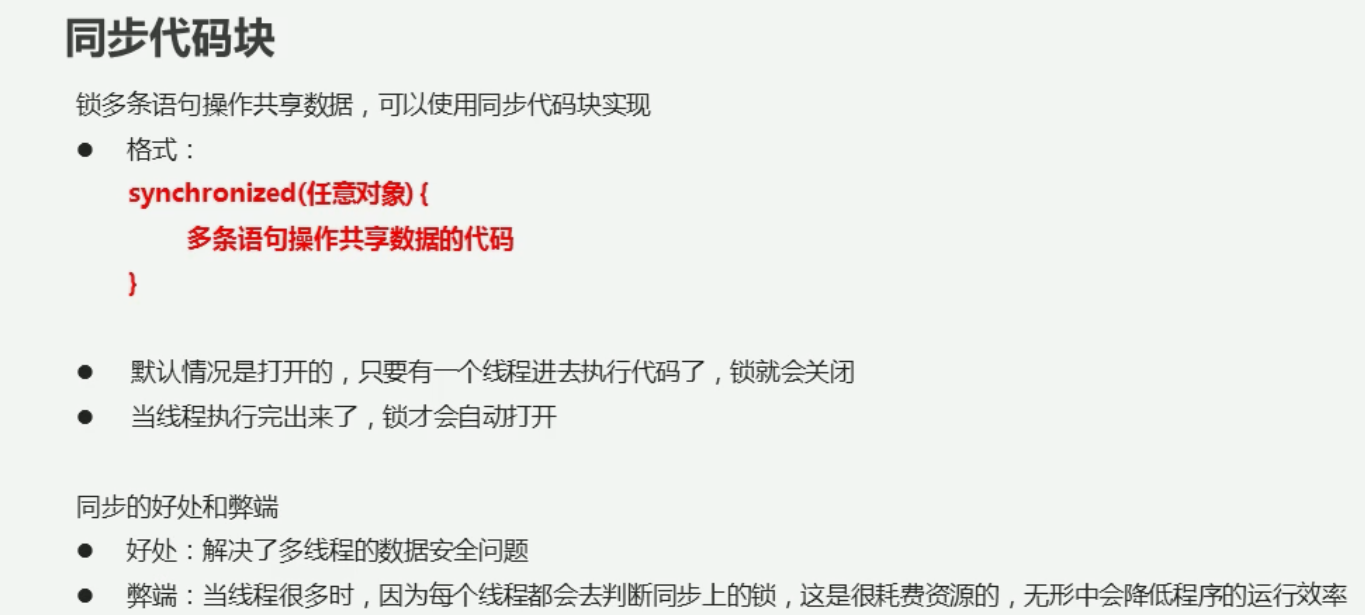 同步代码块
锁多条语句操作共享数据，可以使用同步代码块实现
● 格式：
synchronized(任意对象) {
多条语句操作共享数据的代码
}
● 默认情况是打开的，只要有一个线程进去执行代码了，锁就会关闭
● 当线程执行完出来了，锁才会自动打开
同步的好处和弊端
● 好处：解决了多线程的数据安全问题
● 弊端：当线程很多时，因为每个线程都会去判断同步上的锁，这是很耗费资源的，无形中会降低程序的运行效率